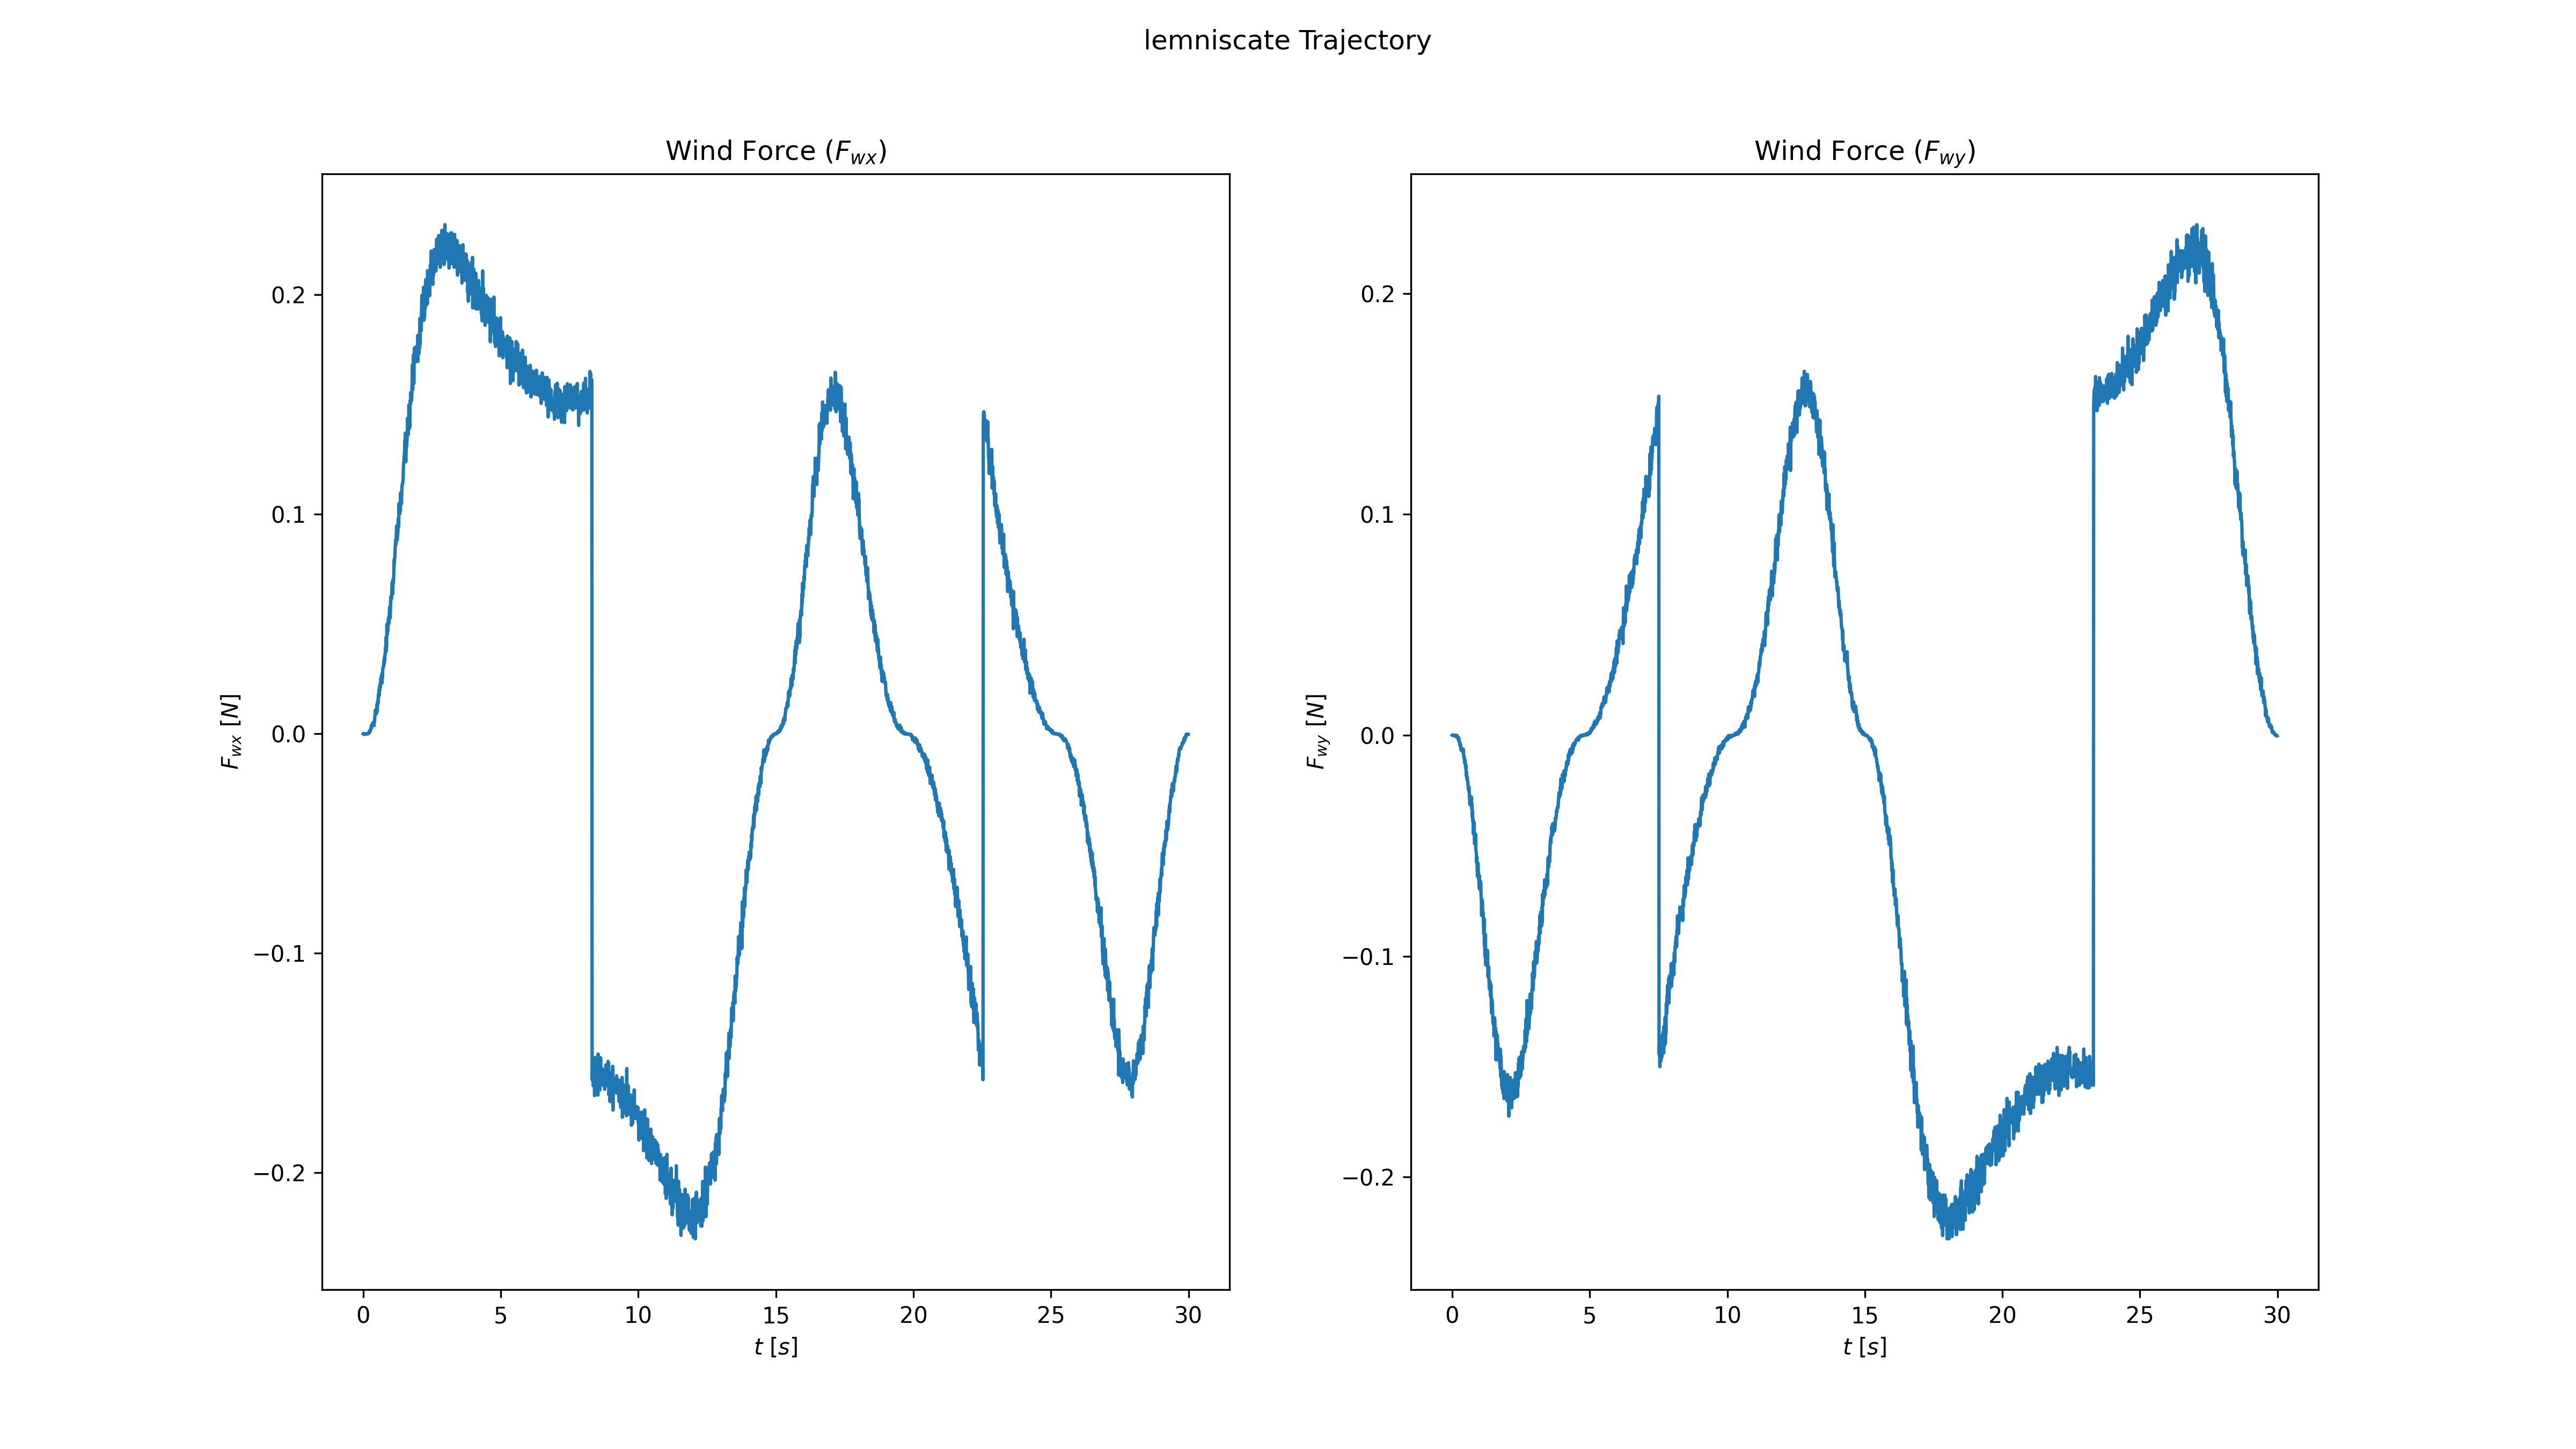 lemniscate Trajectory
Wind Force (F_wx)
0.2
0.1
0.0
−0.1
−0.2
F_wx [N]
0 5 10 15 20 25 30
t [s]
Wind Force (F_wy)
0.2
0.1
0.0
−0.1
−0.2
F_wy [N]
0 5 10 15 20 25 30
t [s]